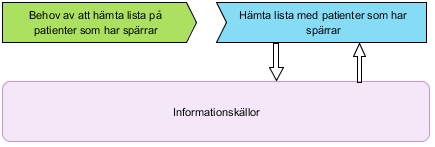 Behov av att hämta lista på
patienter som har spärrar
Hämta lista med patienter som har
spärrar
Informationskällor